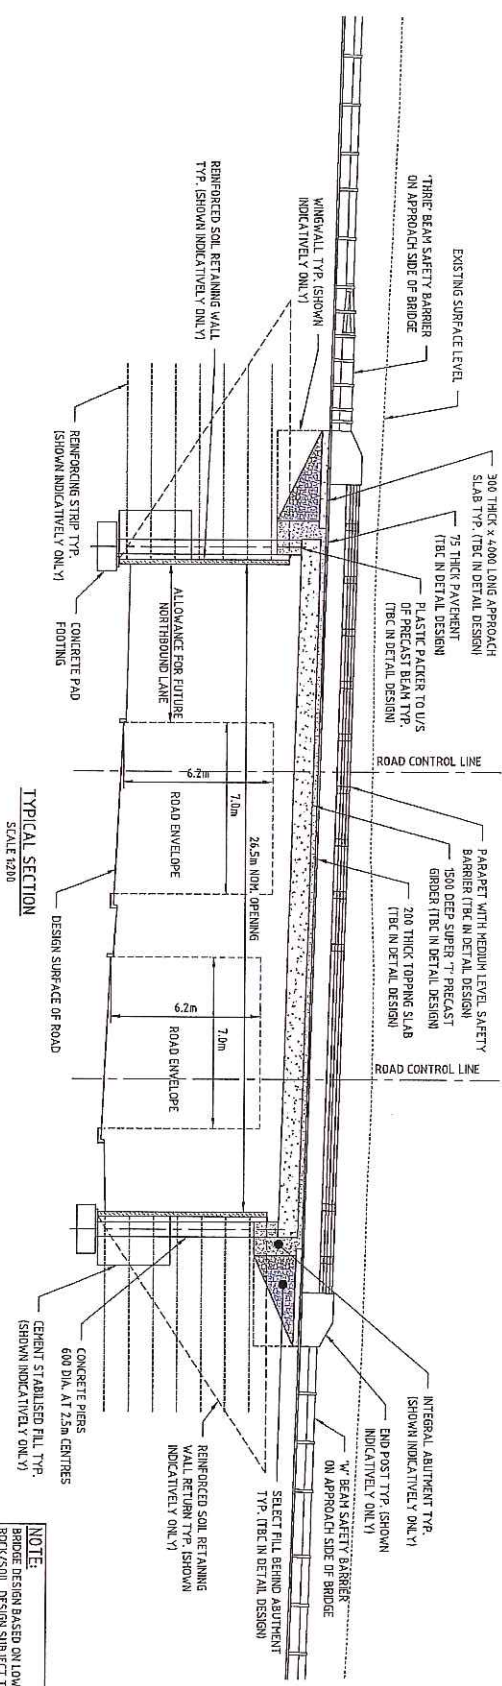 EXISTING SURFACE LEVEL
'THRIE' BEAM SAFETY BARRIER
ON APPROACH SIDE OF BRIDGE
WINGWALL TYP. (SHOWN
INDICATIVELY ONLY)
REINFORCED SOIL RETAINING WALL
TYP. (SHOWN INDICATIVELY ONLY)
REINFORCING STRIP TYP.
(SHOWN INDICATIVELY ONLY)
CONCRETE PAD
FOOTING
300 THICK x 4000 LONG APPROACH
SLAB TYP. (TBC IN DETAIL DESIGN)
75 THICK PAVEMENT
(TBC IN DETAIL DESIGN)
PLASTIC PACKER TO U/S
OF PRECAST BEAM TYP.
(TBC IN DETAIL DESIGN)
ALLOWANCE FOR FUTURE
NORTHBOUND LANE
ROAD CONTROL LINE
6.2m
7.0m
ROAD ENVELOPE
26.5m NOM. OPENING
PARAPET WITH MEDIUM LEVEL SAFETY
BARRIER (TBC IN DETAIL DESIGN)
1500 DEEP SUPER 'T' PRECAST
GIRDER (TBC IN DETAIL DESIGN)
200 THICK TOPPING SLAB
(TBC IN DETAIL DESIGN)
ROAD CONTROL LINE
6.2m
7.0m
ROAD ENVELOPE
DESIGN SURFACE OF ROAD
TYPICAL SECTION
SCALE 1:200
INTEGRAL ABUTMENT TYP.
(SHOWN INDICATIVELY ONLY)
END POST TYP. (SHOWN
INDICATIVELY ONLY)
'W' BEAM SAFETY BARRIER
ON APPROACH SIDE OF BRIDGE
SELECT FILL BEHIND ABUTMENT
TYP. (TBC IN DETAIL DESIGN)
REINFORCED SOIL RETAINING
WALL RETURN TYP. (SHOWN
INDICATIVELY ONLY)
CONCRETE PIERS
600 DIA. AT 2.5m CENTRES
CEMENT STABILISED FILL TYP.
(SHOWN INDICATIVELY ONLY)
NOTE:
BRIDGE DESIGN BASED ON LOW
ROCK/SOIL. DESIGN SUBJECT T